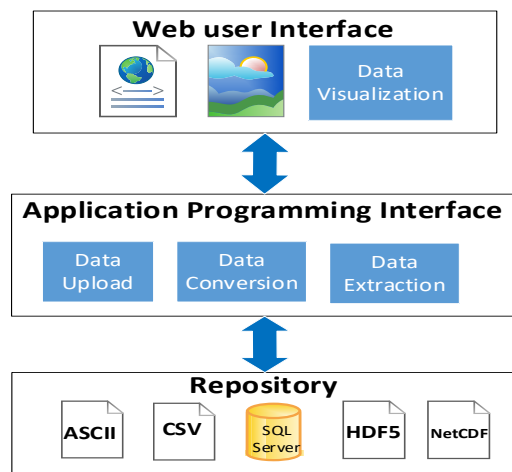 Web user Interface
Data
Visualization
Application Programming Interface
Data
Upload
Data
Conversion
Data
Extraction
Repository
ASCII
CSV
SQL
Server
HDF5
NetCDF